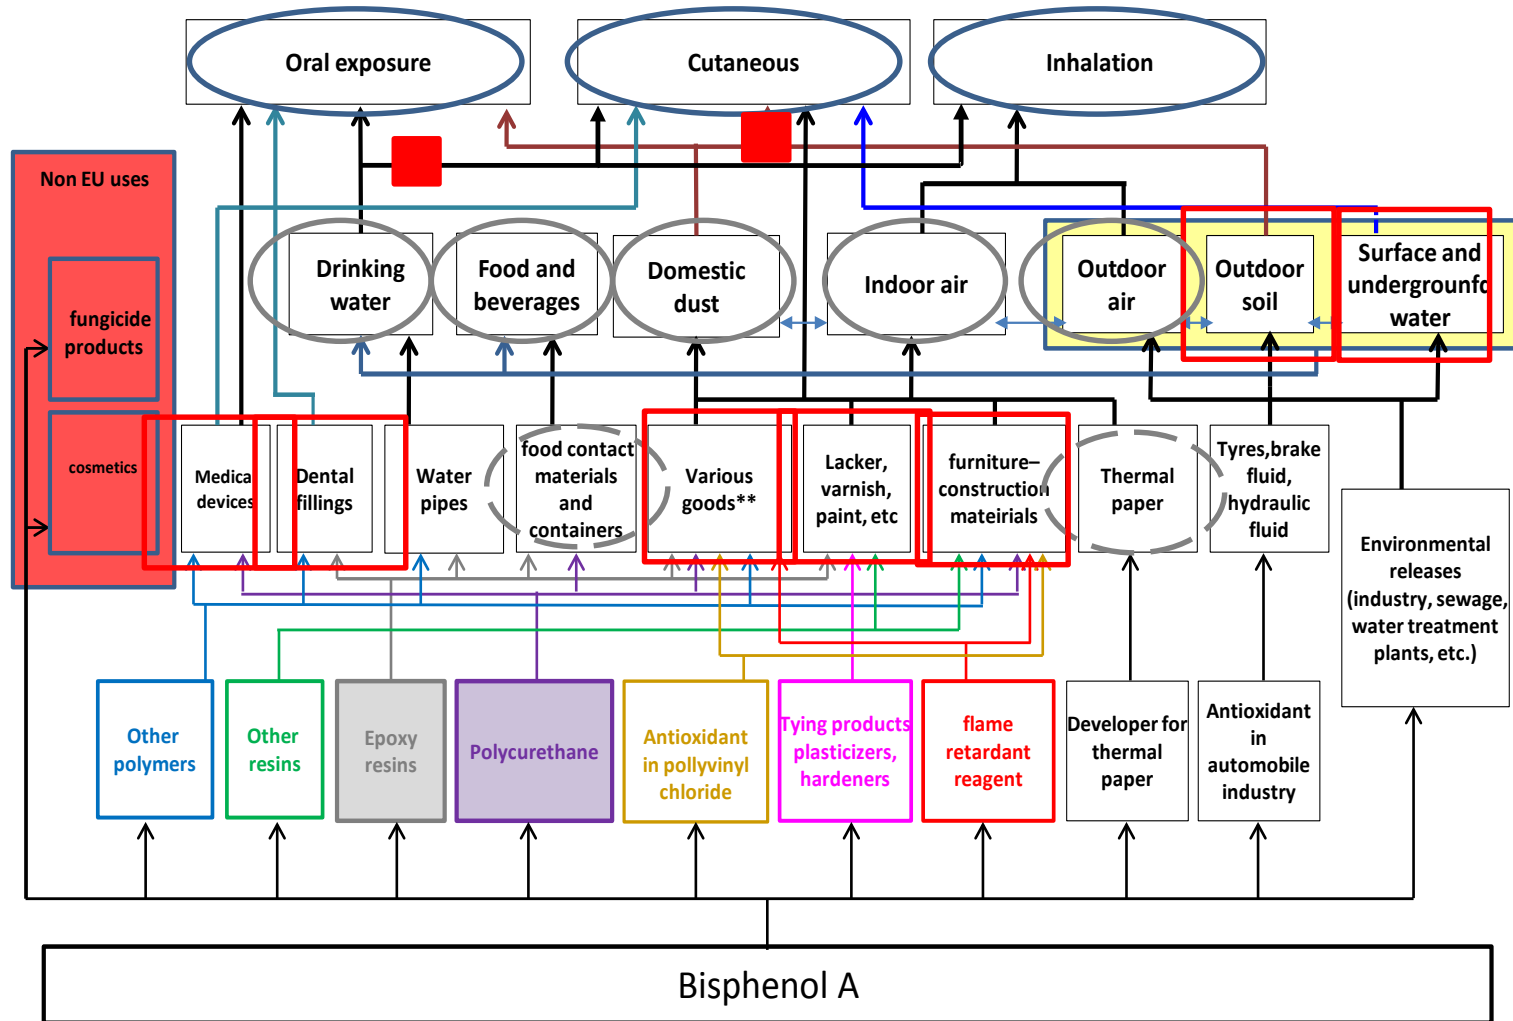 Oral exposure
Cutaneous
Inhalation
Non EU uses
fungicide
products
cosmetics
Drinking
water
Food and
beverages
Domestic
dust
Indoor air
Outdoor
air
Outdoor
soil
Surface and
undergrounfd
water
Medical
devices
Dental
fillings
Water
pipes
food contact
materials
and
containers
Various
goods**
Lacker,
varnish,
paint, etc
furniture–
construction
mateirials
Thermal
paper
Tyres,brake
fluid,
hydraulic
fluid
Environmental
releases
(industry, sewage,
water treatment
plants, etc.)
Other
polymers
Other
resins
Epoxy
resins
Polycurethane
Antioxidant
in pollyvinyl
chloride
Tying products
plasticizers,
hardeners
flame
retardant
reagent
Developer for
thermal
paper
Antioxidant
in
automobile
industry
Bisphenol A